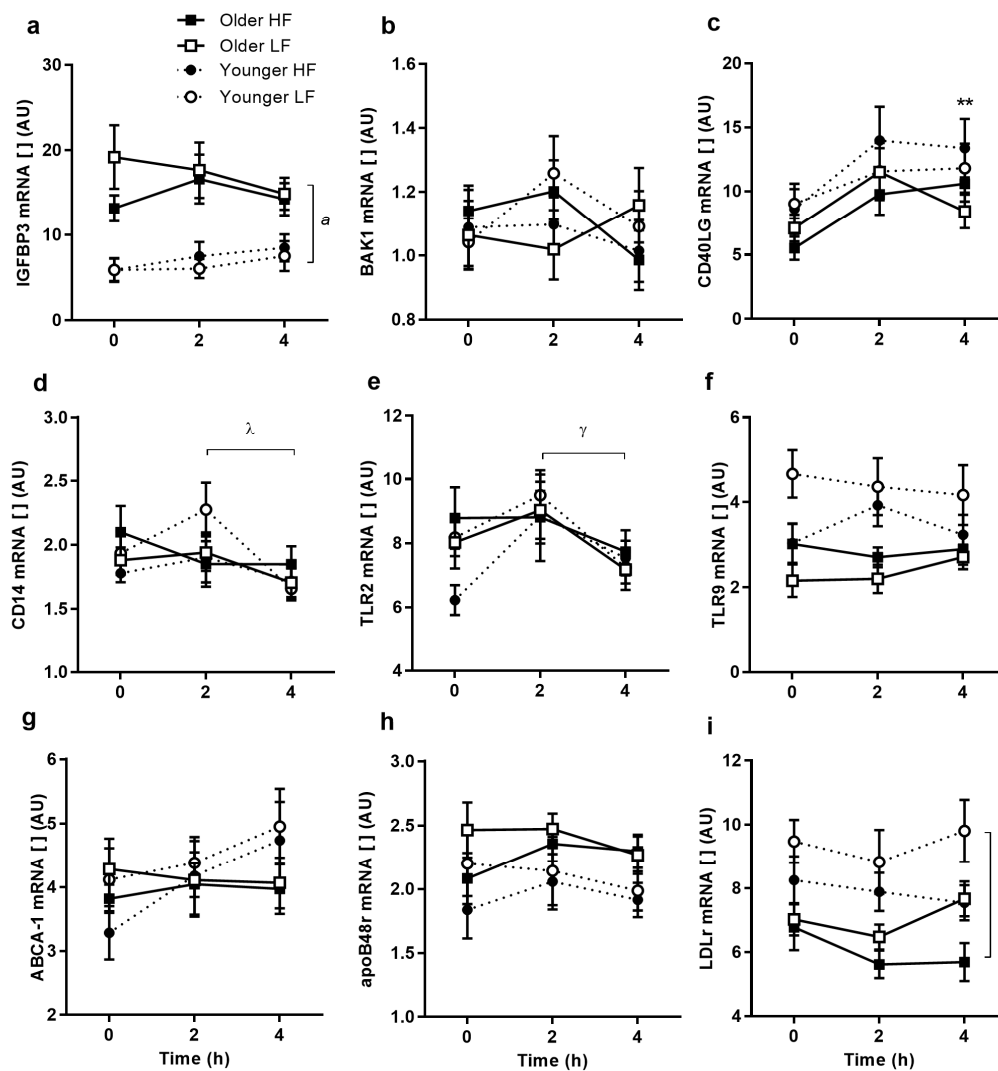 Older HF
Older LF
Younger HF
Younger LF
a
IGFBP3 mRNA [ ] (AU)
30
20
10
0
0 2 4
a
b
BAK1 mRNA [ ] (AU)
1.6
1.4
1.2
1.0
0.8
0 2 4
c
CD40LG mRNA [ ] (AU)
20
15
10
5
0
0 2 4
**
d
CD14 mRNA [ ] (AU)
3.0
2.5
2.0
1.5
1.0
0 2 4
λ
e
TLR2 mRNA [ ] (AU)
12
10
8
6
4
0 2 4
γ
f
TLR9 mRNA [ ] (AU)
6
4
2
0
0 2 4
g
ABCA-1 mRNA [ ] (AU)
6
5
4
3
2
0 2 4
Time (h)
h
apoB48r mRNA [ ] (AU)
3.0
2.5
2.0
1.5
1.0
0 2 4
Time (h)
i
LDLr mRNA [ ] (AU)
12
10
8
6
4
0 2 4
Time (h)